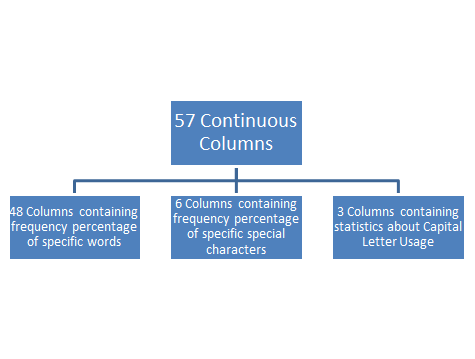 57 Continuous
Columns
48 Columns containing
frequency percentage
of specific words
6 Columns containing
frequency percentage
of specific special
characters
3 Columns containing
statistics about Capital
Letter Usage